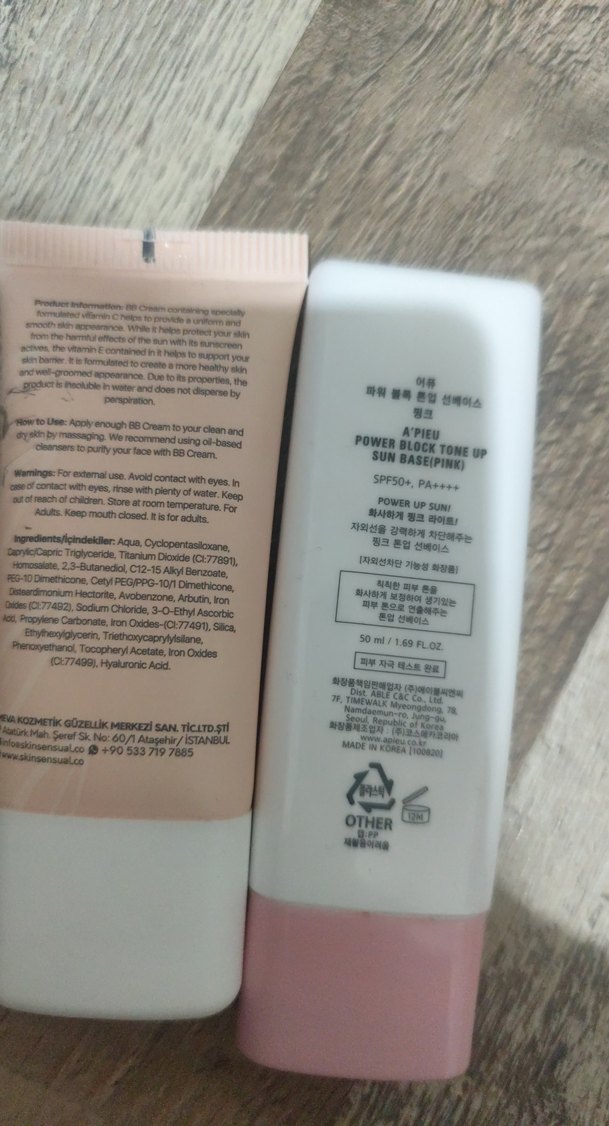 Product Information: BB Cream containing specially
formulated vitamin C helps to provide a uniform and
smooth skin appearance. While it helps protect your skin
from the harmful effects of the sun with its sunscreen
actives, the vitamin E contained in it helps to support your
skin barrier. It is formulated to create a more healthy skin
and well-groomed appearance. Due to its properties, the
product is insoluble in water and does not disperse by
perspiration.
How to Use: Apply enough BB Cream to your clean and
dry skin by massaging. We recommend using oil-based
cleansers to purify your face with BB Cream.
Warnings: For external use. Avoid contact with eyes. In
case of contact with eyes, rinse with plenty of water. Keep
out of reach of children. Store at room temperature. For
Adults. Keep mouth closed. It is for adults.
Ingredients/İçindekiler: Aqua, Cyclopentasiloxane,
Caprylic/Capric Triglyceride, Titanium Dioxide (CI:77891),
Homosalate, 2,3-Butanediol, C12-15 Alkyl Benzoate,
PEG-10 Dimethicone, Cetyl PEG/PPG-10/1 Dimethicone,
Disteardimonium Hectorite, Avobenzone, Arbutin, Iron
Oxides (CI:77492), Sodium Chloride, 3-O-Ethyl Ascorbic
Acid, Propylene Carbonate, Iron Oxides-(CI:77491), Silica,
Ethylhexylglycerin, Triethoxycaprylylsilane,
Phenoxyethanol, Tocopheryl Acetate, Iron Oxides
(CI:77499), Hyaluronic Acid.
KOZMETİK GÜZELLİK MERKEZİ SAN. TİC.LTD.ŞTİ
Atatürk Mah. Şeref Sk. No: 60/1 Ataşehir/ İSTANBUL
info@skinsensual.co +90 533 719 7885
www.skinsensual.co
어퓨
파워 블록 톤업 선베이스
핑크
A'PIEU
POWER BLOCK TONE UP
SUN BASE(PINK)
SPF50+, PA++++
POWER UP SUN!
화사하게 핑크 라이트!
자외선을 강력하게 차단해주는
핑크 톤업 선베이스
[자외선차단 기능성 화장품]
칙칙한 피부 톤을
화사하게 보정하여 생기있는
피부 톤으로 연출해주는
톤업 선베이스
50 ml / 1.69 FL.OZ.
피부 자극 테스트 완료
화장품책임판매업자 (주)에이블씨엔씨
Dist. ABLE C&C Co., Ltd.
7F, TIMEWALK Myeongdong, 78,
Namdaemun-ro, Jung-gu,
Seoul, Republic of Korea
화장품제조업자 : (주)코스메카코리아
www.apieu.co.kr
MADE IN KOREA [100820]
플라스틱
12M
OTHER
캡:PP
재활용어려움